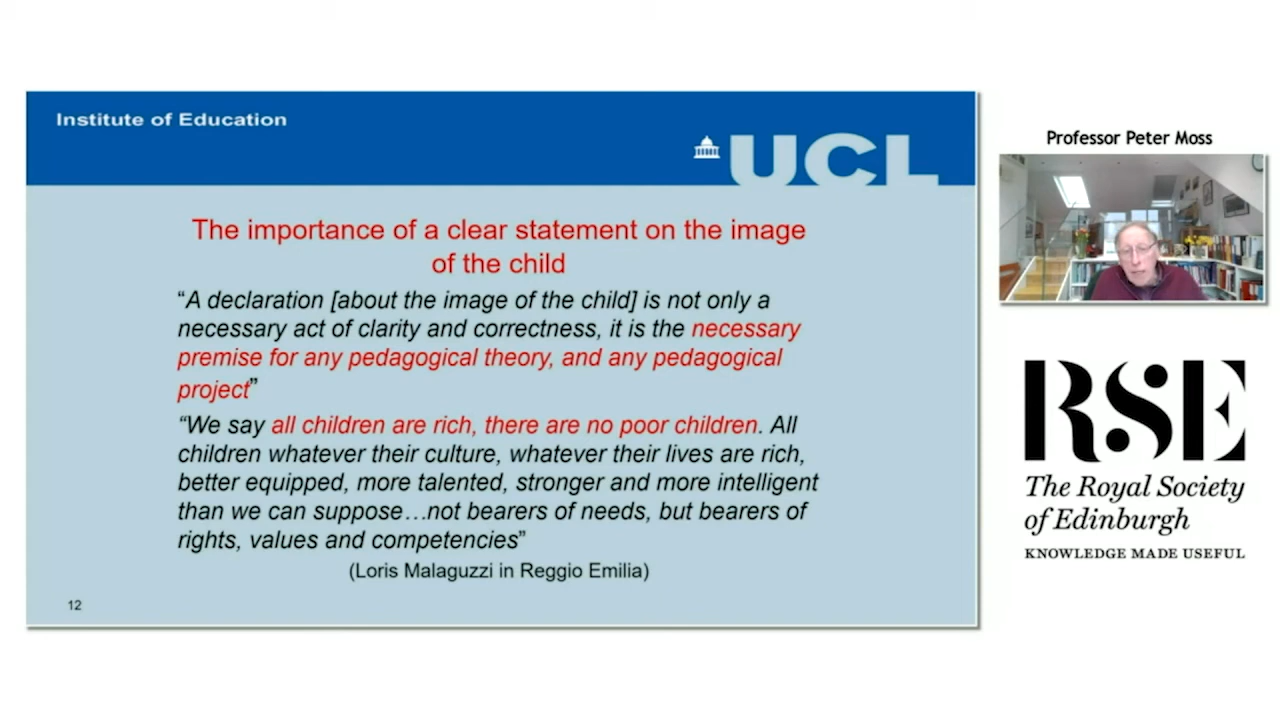 Institute of Education
UCL
Professor Peter Moss
The importance of a clear statement on the image
of the child
“A declaration [about the image of the child] is not only a
necessary act of clarity and correctness, it is the necessary
premise for any pedagogical theory, and any pedagogical
project”
“We say all children are rich, there are no poor children. All
children whatever their culture, whatever their lives are rich,
better equipped, more talented, stronger and more intelligent
than we can suppose…not bearers of needs, but bearers of
rights, values and competencies”
(Loris Malaguzzi in Reggio Emilia)
12
RSE
The Royal Society
of Edinburgh
KNOWLEDGE MADE USEFUL